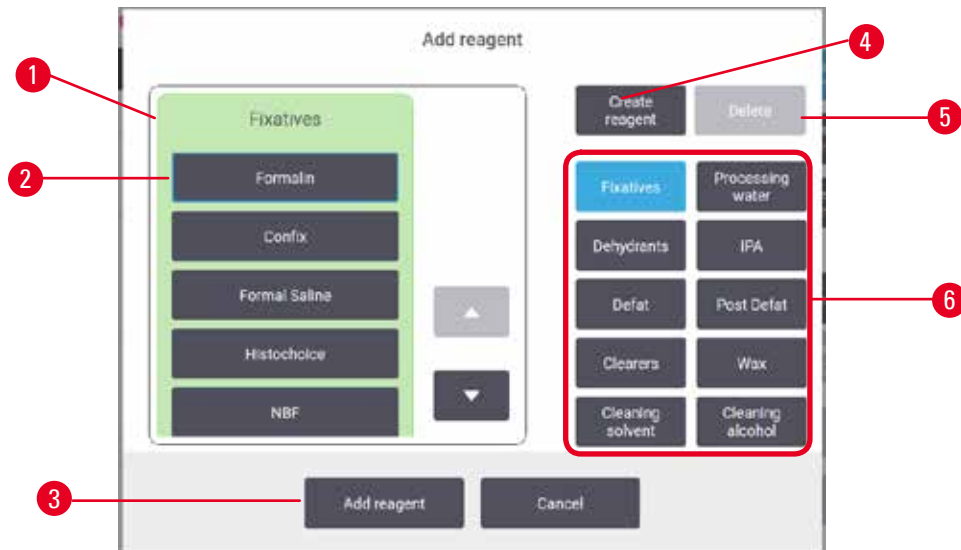 Add reagent
4
1
Fixatives
Create
reagent
Delete
5
2
Formalin
Fixatives
Processing
water
Confix
Dehydrants
IPA
Formal Saline
Defat
Post Defat
6
Histochoice
Clearers
Wax
NBF
Cleaning
solvent
Cleaning
alcohol
3
Add reagent
Cancel